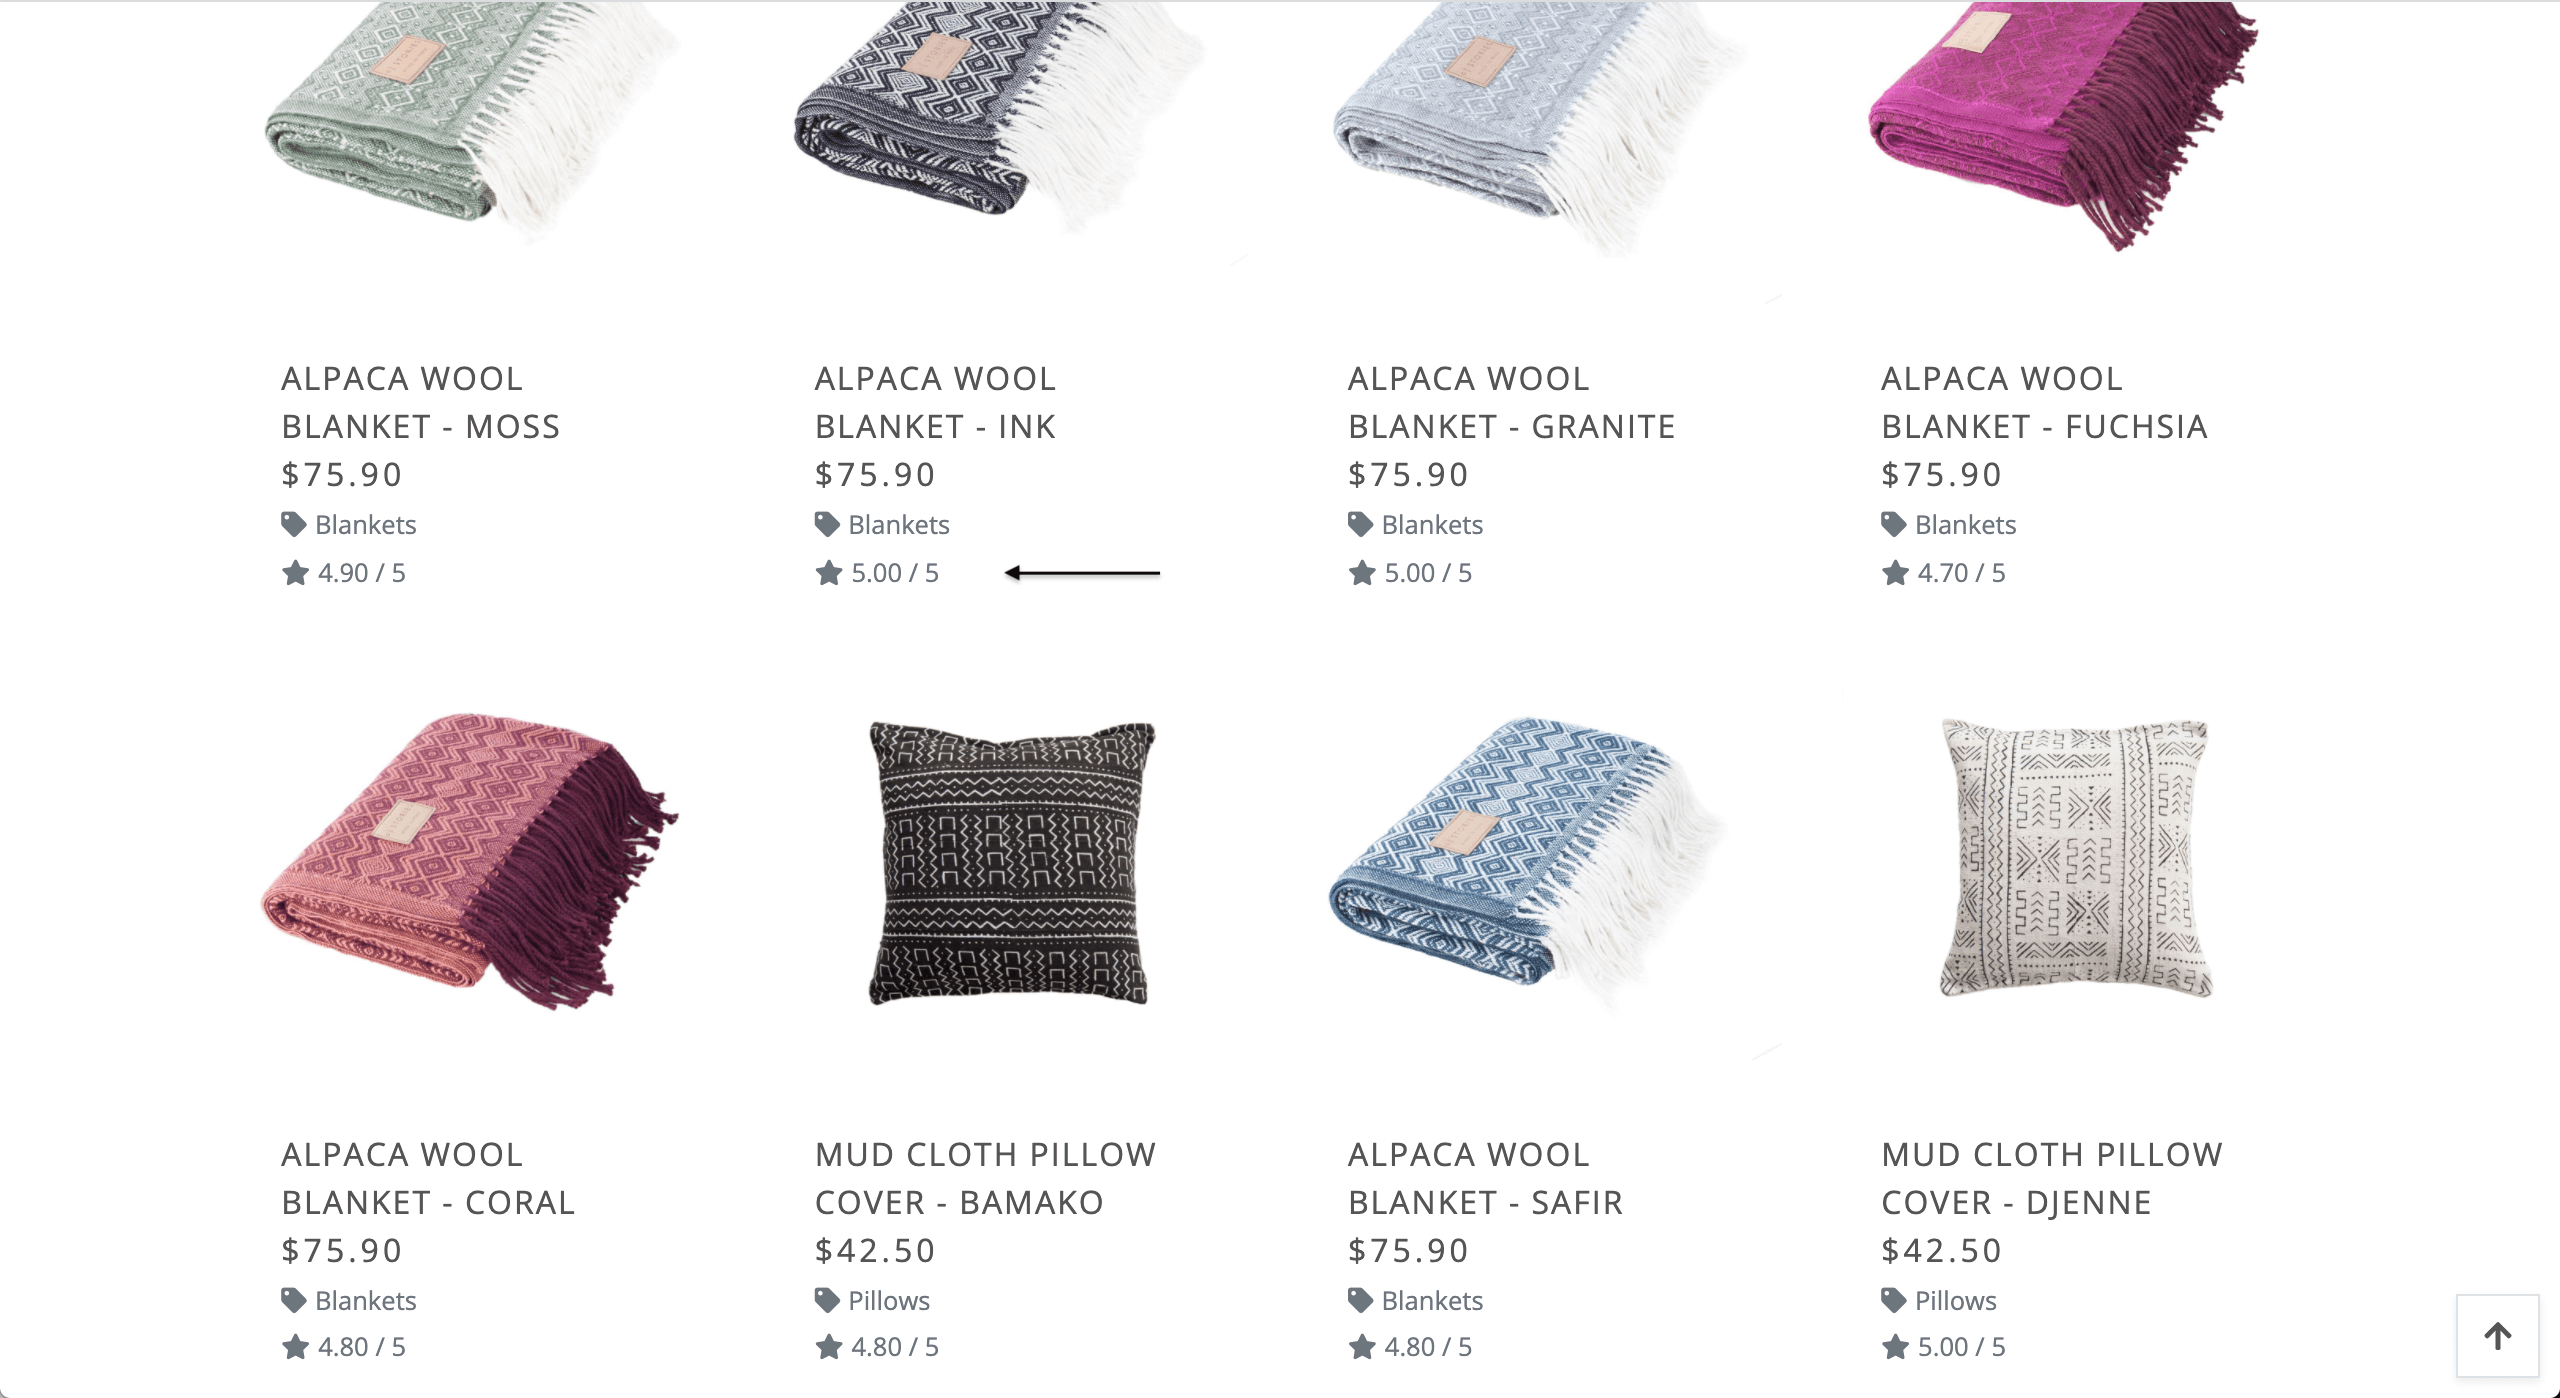 ALPACA WOOL
BLANKET - MOSS
$75.90
Blankets
4.90 / 5
ALPACA WOOL
BLANKET - INK
$75.90
Blankets
5.00 / 5
ALPACA WOOL
BLANKET - GRANITE
$75.90
Blankets
5.00 / 5
ALPACA WOOL
BLANKET - FUCHSIA
$75.90
Blankets
4.70 / 5
ALPACA WOOL
BLANKET - CORAL
$75.90
Blankets
4.80 / 5
MUD CLOTH PILLOW
COVER - BAMAKO
$42.50
Pillows
4.80 / 5
ALPACA WOOL
BLANKET - SAFIR
$75.90
Blankets
4.80 / 5
MUD CLOTH PILLOW
COVER - DJENNE
$42.50
Pillows
5.00 / 5